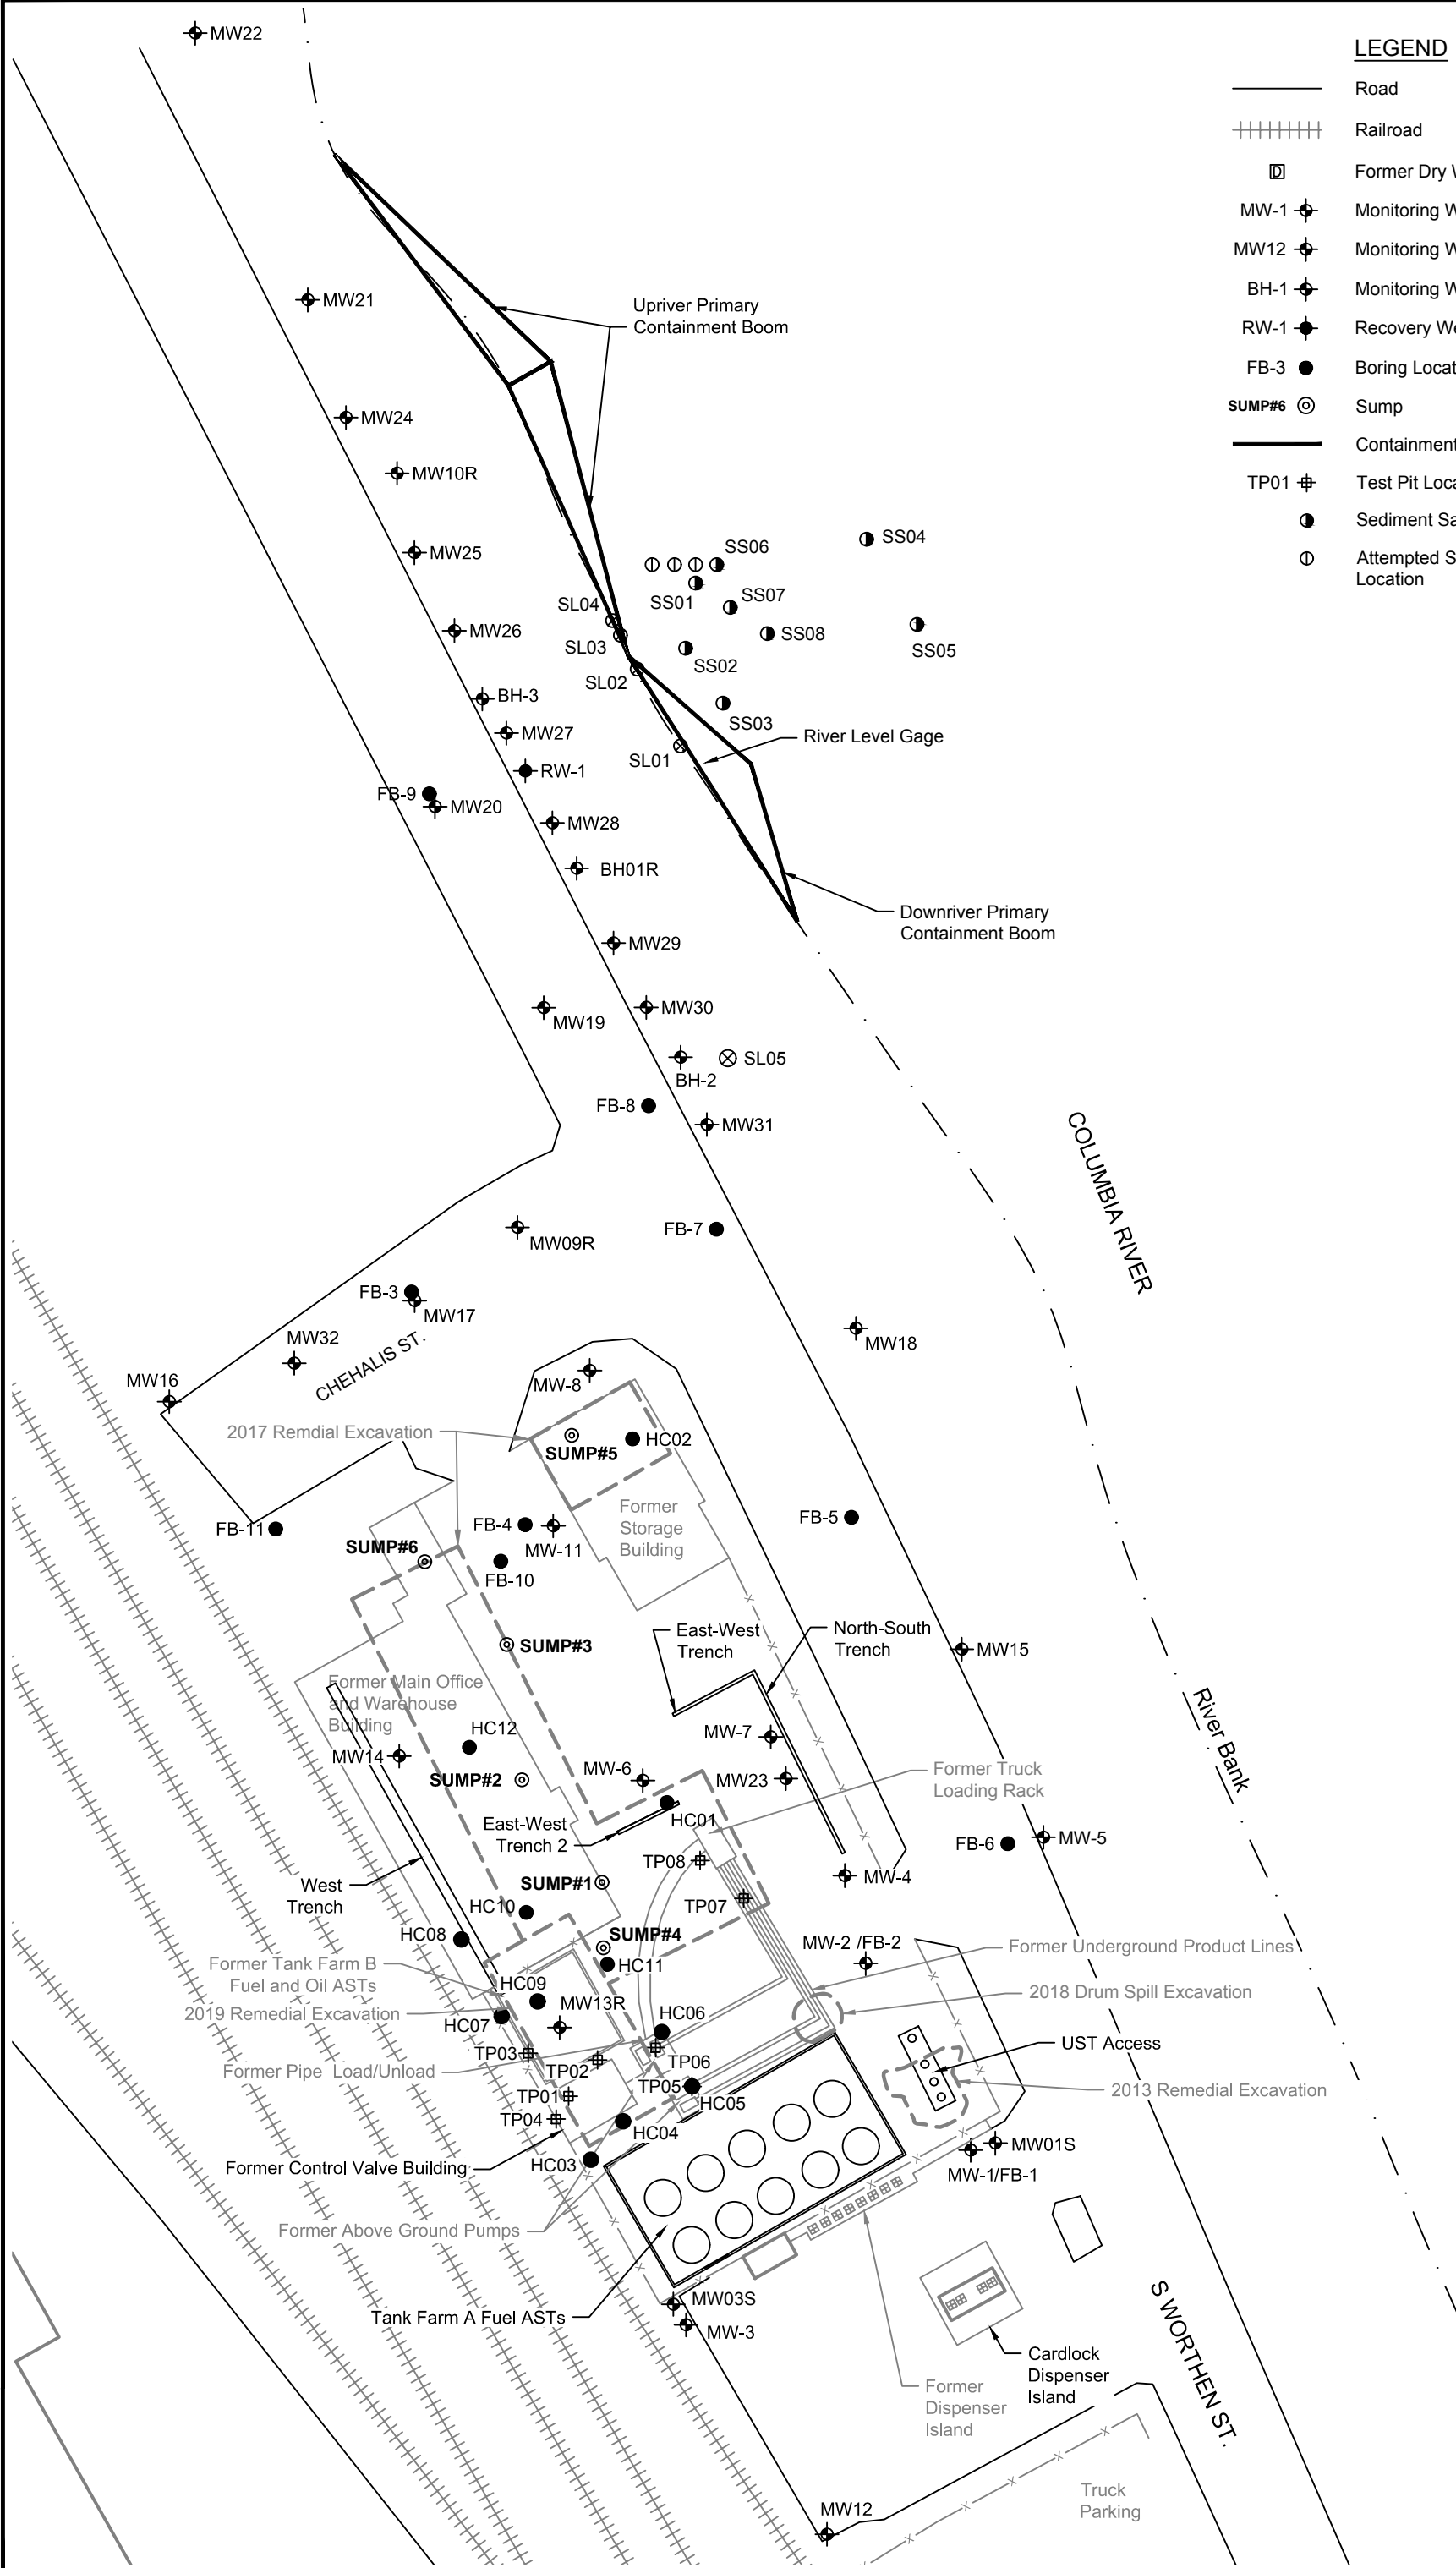 MW22
LEGEND
Road
Railroad
Former Dry
MW-1
Monitoring
MW12
Monitoring
BH-1
Monitoring
RW-1
Recovery
FB-3
Boring
SUMP#6
Sump
Containment
TP01
Test Pit
Sediment
Attempted
Location
MW21
Upriver Primary
Containment Boom
MW24
MW10R
MW25
SS04
SS06
SS01
SS07
SL04
MW26
SS08
SS05
SL03
SS02
SL02
BH-3
SS03
MW27
River Level Gage
SL01
RW-1
FB-9
MW20
MW28
BH01R
Downriver Primary
Containment Boom
MW29
MW19
MW30
SL05
BH-2
FB-8
MW31
COLUMBIA RIVER
FB-7
MW09R
FB-3
MW17
MW18
MW32
CHEHALIS ST.
MW16
MW-8
2017 Remdial Excavation
SUMP#5
HC02
Former
Storage
Building
FB-11
FB-4
MW-11
FB-5
SUMP#6
FB-10
SUMP#3
East-West
Trench
North-South
Trench
MW15
Former Main Office
and Warehouse
Building
HC12
MW14
SUMP#2
MW-7
MW-6
MW23
River Bank
Former Truck
Loading Rack
HC01
East-West
Trench 2
FB-6
MW-5
TP08
MW-4
SUMP#1
West
Trench
TP07
HC10
HC08
SUMP#4
MW-2 /FB-2
Former Underground Product Lines
Former Tank Farm B
Fuel and Oil ASTs
HC11
HC09
MW13R
2018 Drum Spill Excavation
2019 Remedial Excavation
HC07
HC06
UST Access
TP03
TP02
TP06
Former Pipe Load/Unload
TP05
2013 Remedial Excavation
TP01
HC05
TP04
HC04
MW01S
Former Control Valve Building
HC03
MW-1/FB-1
Former Above Ground Pumps
MW03S
Tank Farm A Fuel ASTs
MW-3
S WORTHEN ST.
Cardlock
Dispenser
Island
Former
Dispenser
Island
Truck
Parking
MW12